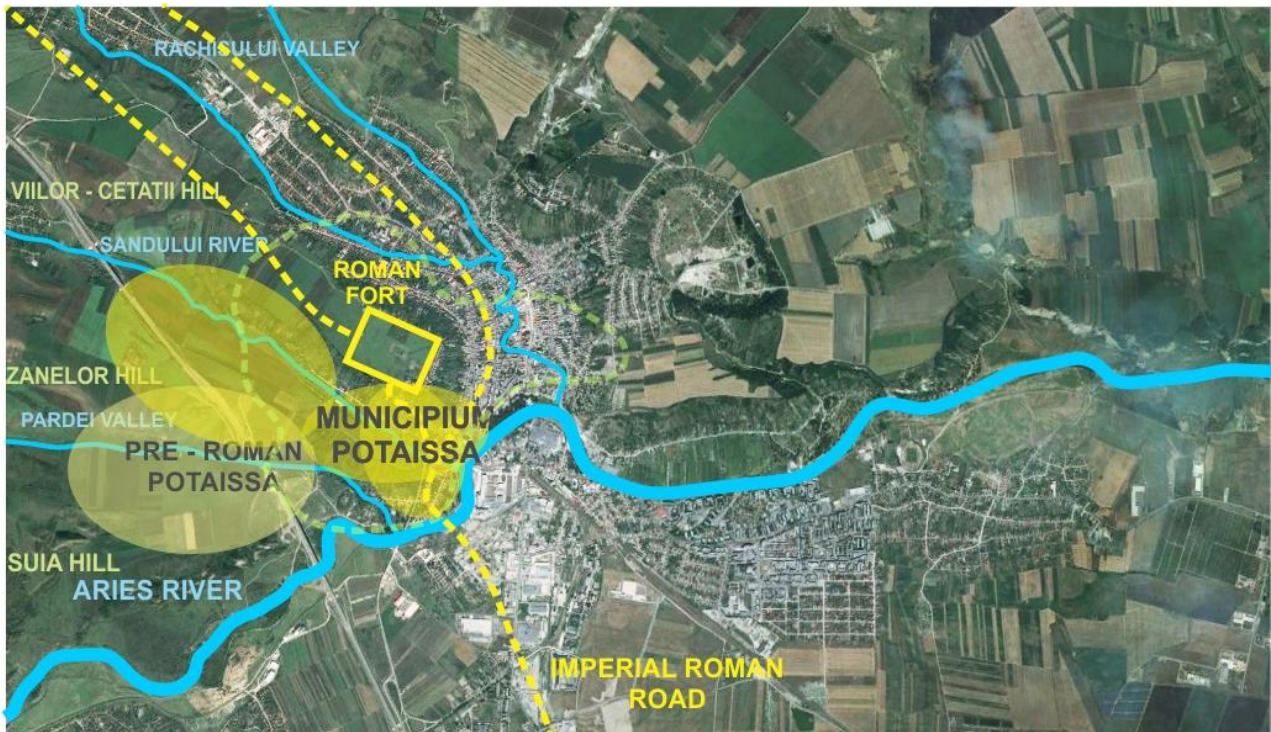 RACHISULUI VALLEY
VIILOR - CETATII HILL
SANDULUI RIVER
ROMAN
FORT
ZANELOR HILL
PARDEI VALLEY
MUNICIPIUM
POTAISSA
PRE - ROMAN
POTAISSA
SUIA HILL
ARIES RIVER
IMPERIAL ROMAN
ROAD